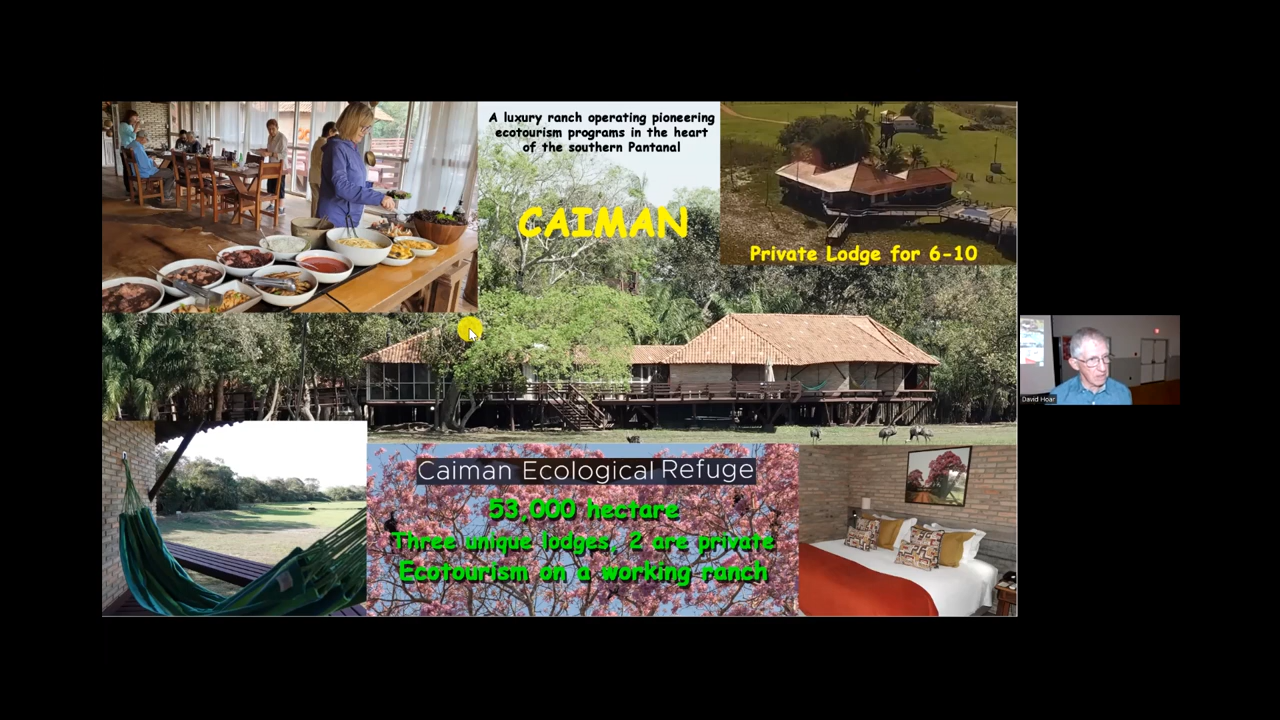 A luxury ranch operating pioneering
ecotourism programs in the heart
of the southern Pantanal
CAIMAN
Private Lodge for 6-10
Caiman Ecological Refuge
53,000 hectare
Three unique lodges, 2 are private
Ecotourism on a working ranch
David Hoar